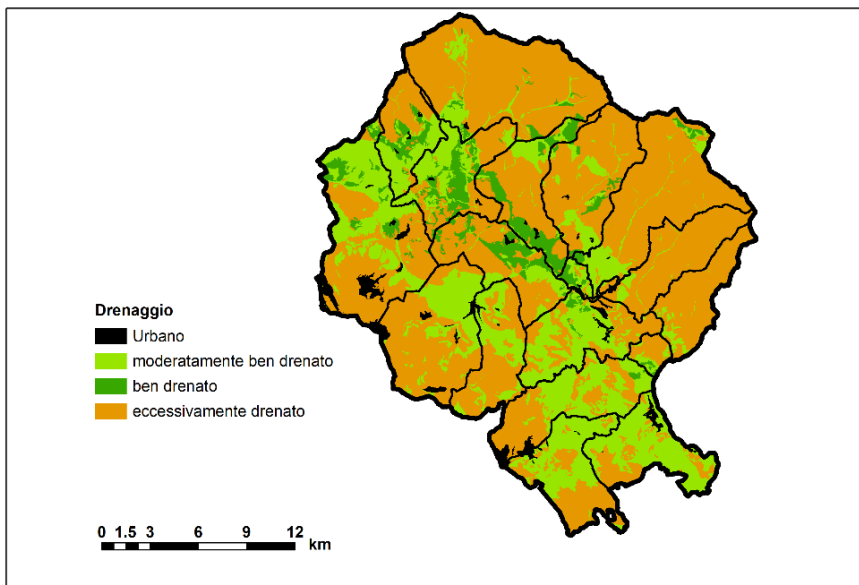 Drenaggio
Urbano
moderatamente ben drenato
ben drenato
eccessivamente drenato
0 1.5 3 6 9 12
km